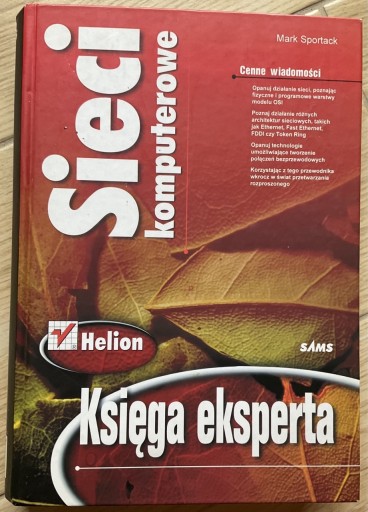 Mark Sportack
Sieci
komputerowe
Cenne wiadomości
Opanuj działanie sieci, poznając
fizyczne i programowe warstwy
modelu OSI
Poznaj działanie różnych
architektur sieciowych, takich
jak Ethernet, Fast Ethernet,
FDDI czy Token Ring
Opanuj technologie
umożliwiające tworzenie
połączeń bezprzewodowych
Korzystając z tego przewodnika
wkrocz w świat przetwarzania
rozproszonego
Helion
SAMS
Księga eksperta